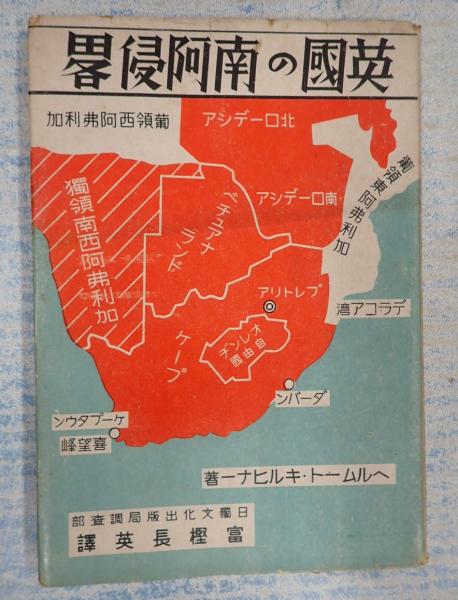 英國の南阿侵畧
葡領西阿弗利加
北ローデシア
葡領東阿弗利加
獨領南西阿弗利加
ベチュアナ
ランド
南ローデシア
プレトリア
デラコア湾
オレンヂ
自由
國
ケープ
ダーバン
ケープタウン
喜望峰
ヘルムート・キルヒナー著
日獨文化出版局調査部
富樫長英譯